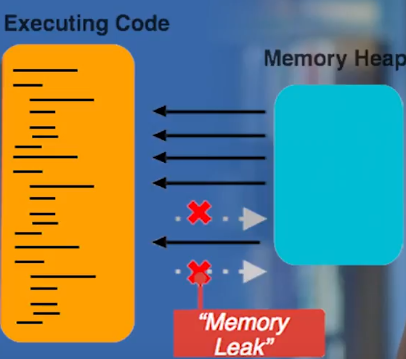 Executing Code
Memory Heap
“Memory
Leak”